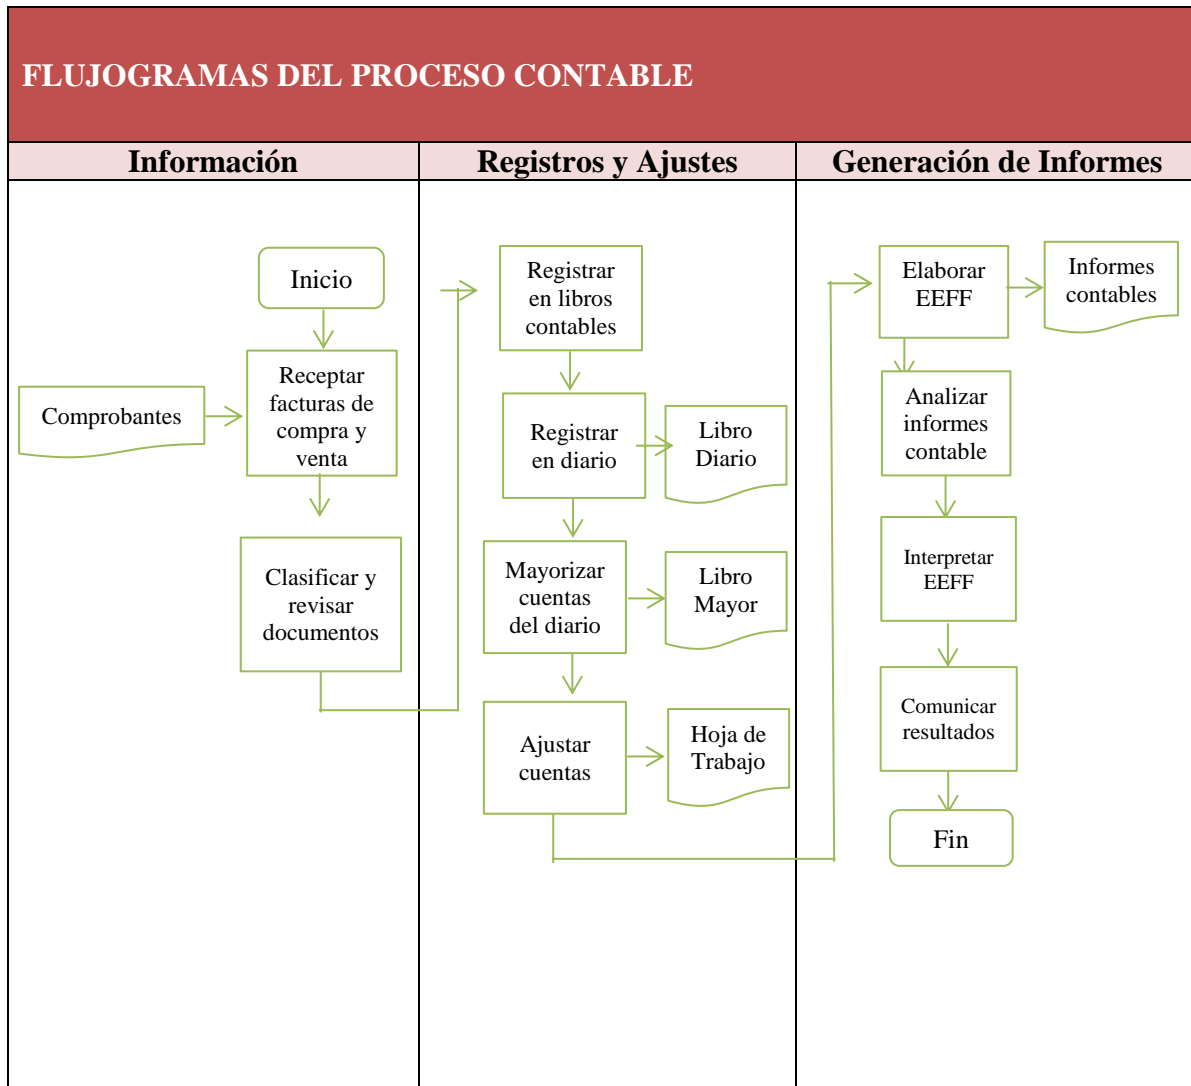 FLUJOGRAMAS DEL PROCESO CONTABLE
Información
Registros y Ajustes
Generación de Informes
Inicio
Receptar
facturas de
compra y
venta
Comprobantes
Clasificar y
revisar
documentos
Registrar
en libros
contables
Registrar
en diario
Libro
Diario
Mayorizar
cuentas
del diario
Libro
Mayor
Ajustar
cuentas
Hoja de
Trabajo
Elaborar
EEFF
Informes
contables
Analizar
informes
contable
Interpretar
EEFF
Comunicar
resultados
Fin